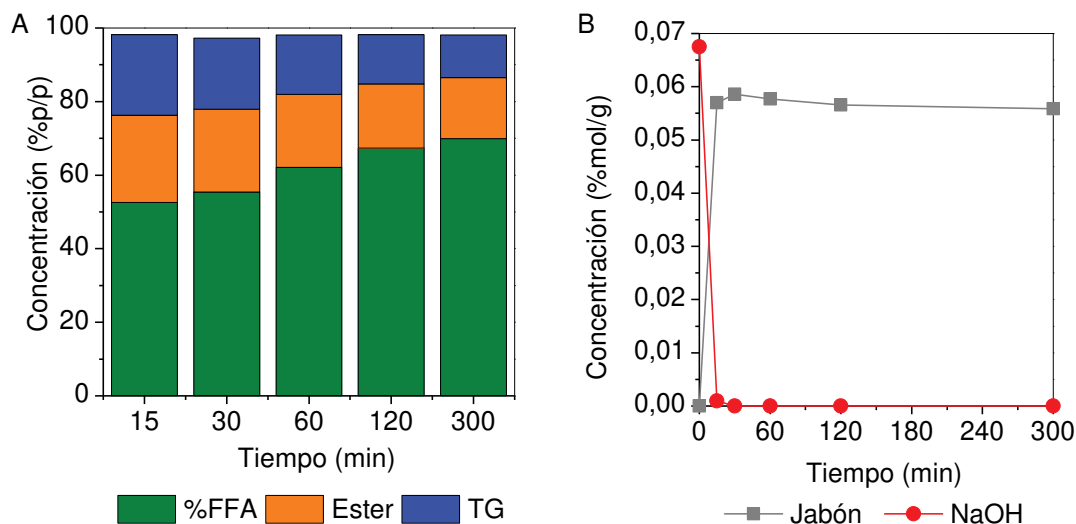 A
Concentración (%p/p)
100
80
60
40
20
0
15 30 60 120 300
Tiempo (min)
%FFA Ester TG
B
Concentración (%mol/g)
0,07
0,06
0,05
0,04
0,03
0,02
0,01
0,00
0 60 120 180 240 300
Tiempo (min)
Jabón NaOH